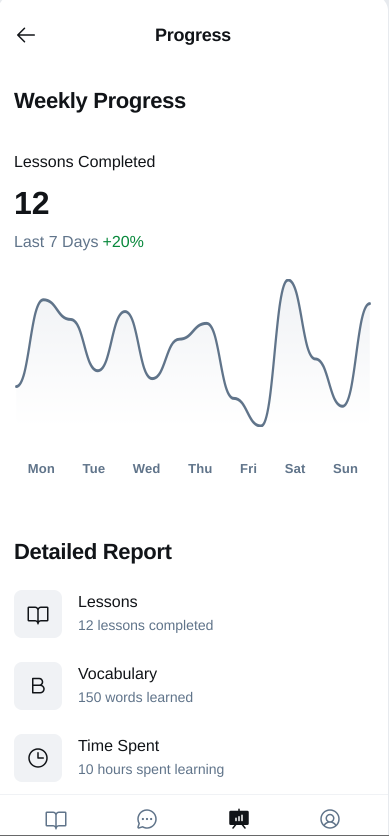 Progress
Weekly Progress
Lessons Completed
12
Last 7 Days +20%
Mon Tue Wed Thu Fri Sat Sun
Detailed Report
Lessons
12 lessons completed
B
Vocabulary
150 words learned
Time Spent
10 hours spent learning